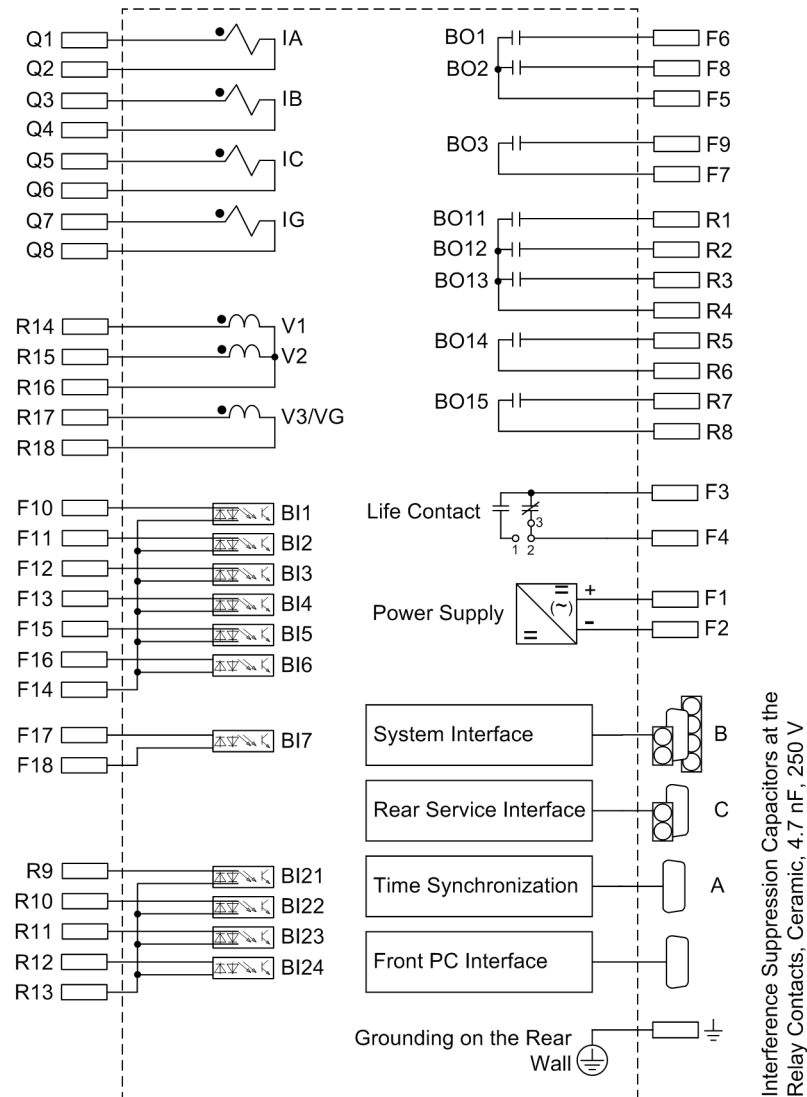 Q1 IA
Q2
Q3 IB
Q4
Q5 IC
Q6
Q7 IG
Q8
R14 V1
R15 V2
R16
R17 V3/VG
R18
F10 BI1
F11 BI2
F12 BI3
F13 BI4
F15 BI5
F16 BI6
F14
F17 BI7
F18
R9 BI21
R10 BI22
R11 BI23
R12 BI24
R13
BO1 F6
BO2 F8
F5
BO3 F9
F7
BO11 R1
BO12 R2
BO13 R3
R4
BO14 R5
R6
BO15 R7
R8
Life Contact F3
3
1 2 F4
Power Supply = (~) = + F1
- F2
System Interface B
Rear Service Interface C
Time Synchronization A
Front PC Interface
Grounding on the Rear
Wall
Interference Suppression Capacitors at the
Relay Contacts, Ceramic, 4.7 nF, 250 V